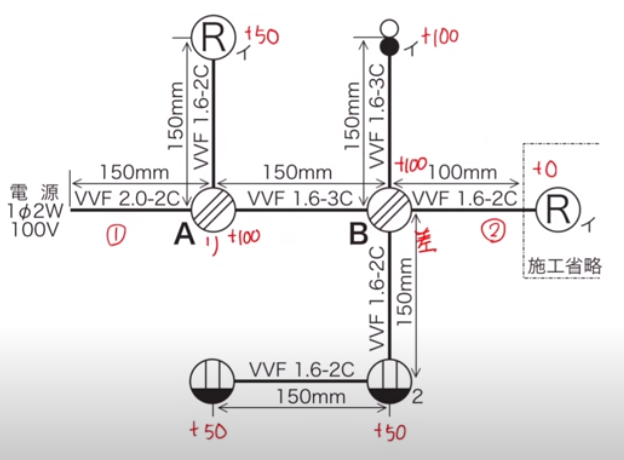 R
イ
+50
イ
+100
150mm
VVF 1.6-2C
150mm
VVF 1.6-3C
150mm
150mm
+100
100mm
+0
電源
1φ2W
100V
VVF 2.0-2C
VVF 1.6-3C
VVF 1.6-2C
R
イ
①
A
リ
+100
B
差
②
施工省略
VVF 1.6-2C
150mm
VVF 1.6-2C
150mm
2
+50
+50